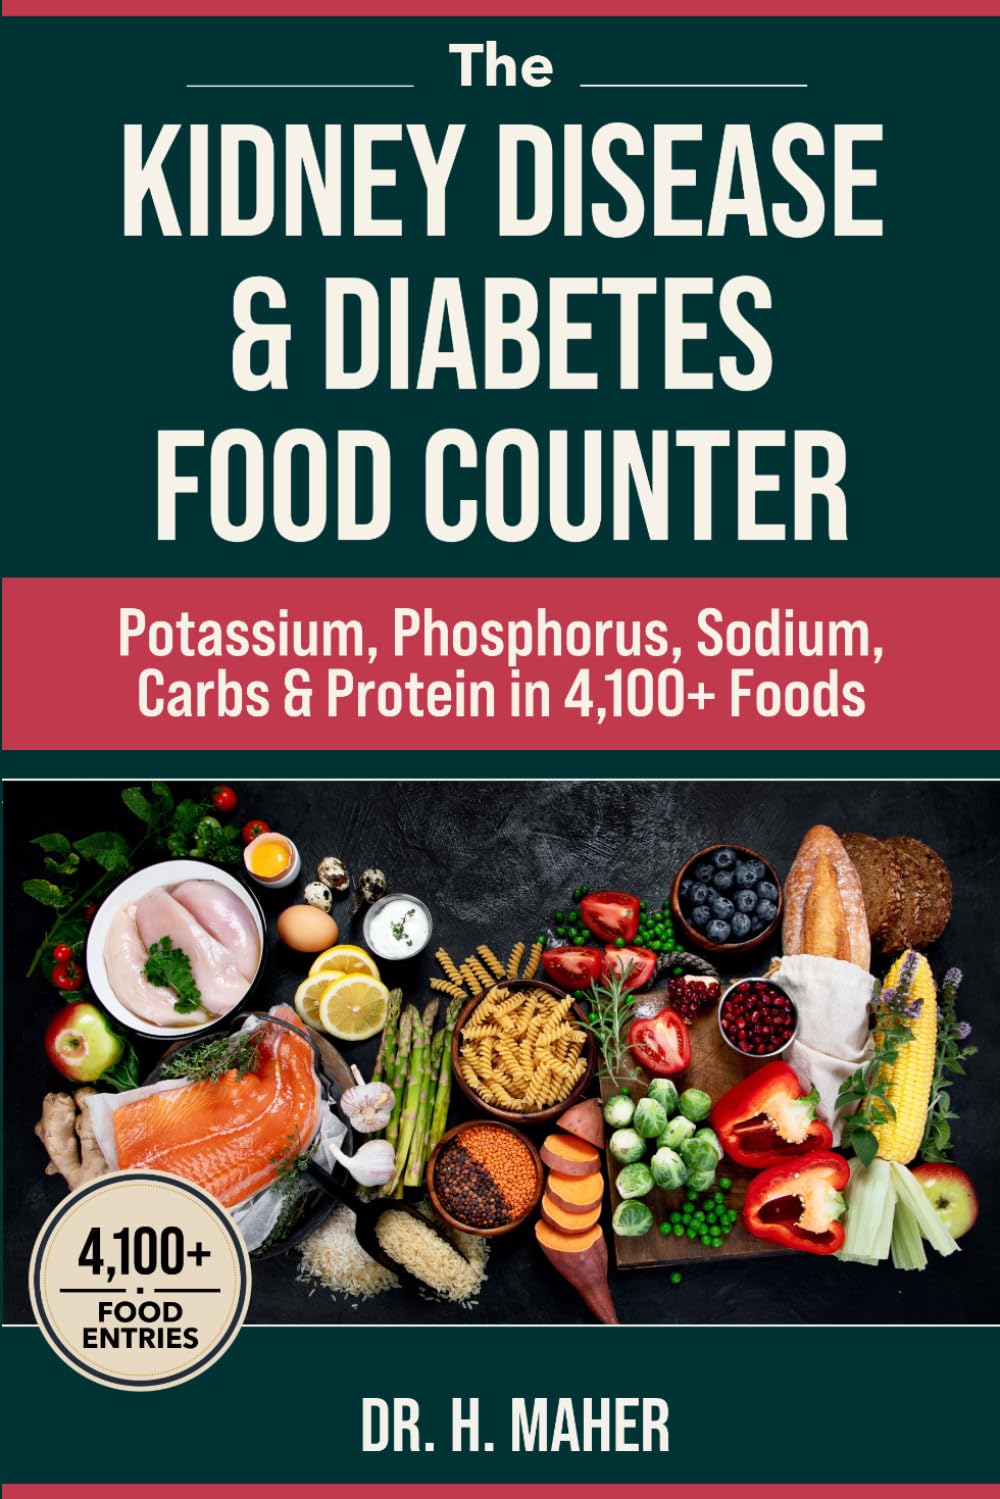 The
KIDNEY DISEASE
& DIABETES
FOOD COUNTER
Potassium, Phosphorus, Sodium,
Carbs & Protein in 4,100+ Foods
4,100+
FOOD
ENTRIES
DR. H. MAHER